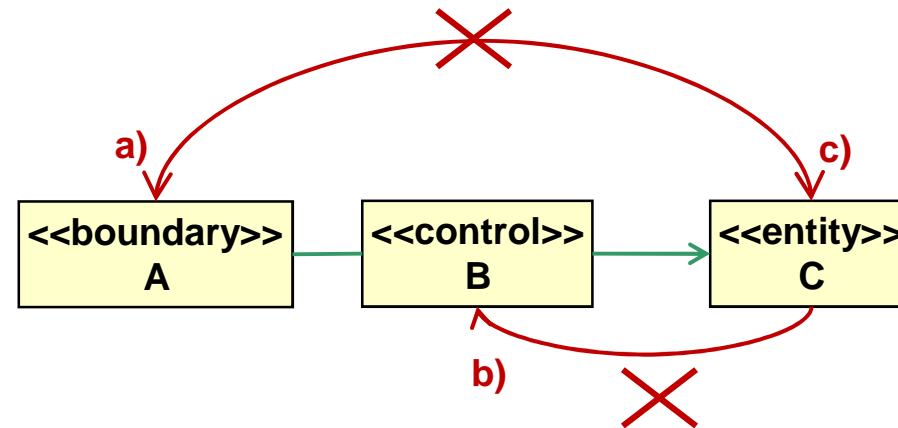 a)
c)
<<boundary>>
A
<<control>>
B
<<entity>>
C
b)